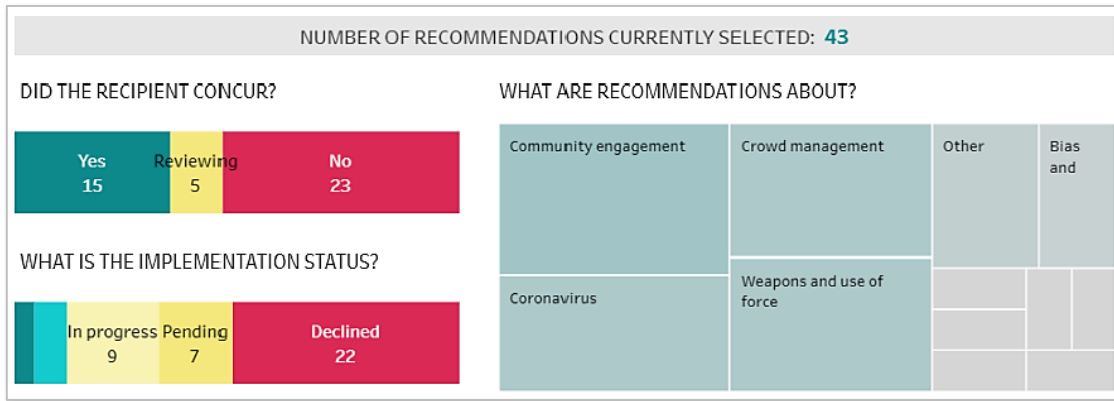 NUMBER OF RECOMMENDATIONS CURRENTLY SELECTED: 43
DID THE RECIPIENT CONCUR?
Yes
15
Reviewing
5
No
23
WHAT IS THE IMPLEMENTATION STATUS?
In progress
9
Pending
7
Declined
22
WHAT ARE RECOMMENDATIONS ABOUT?
Community engagement
Crowd management
Other
Bias
and
Coronavirus
Weapons and use of
force